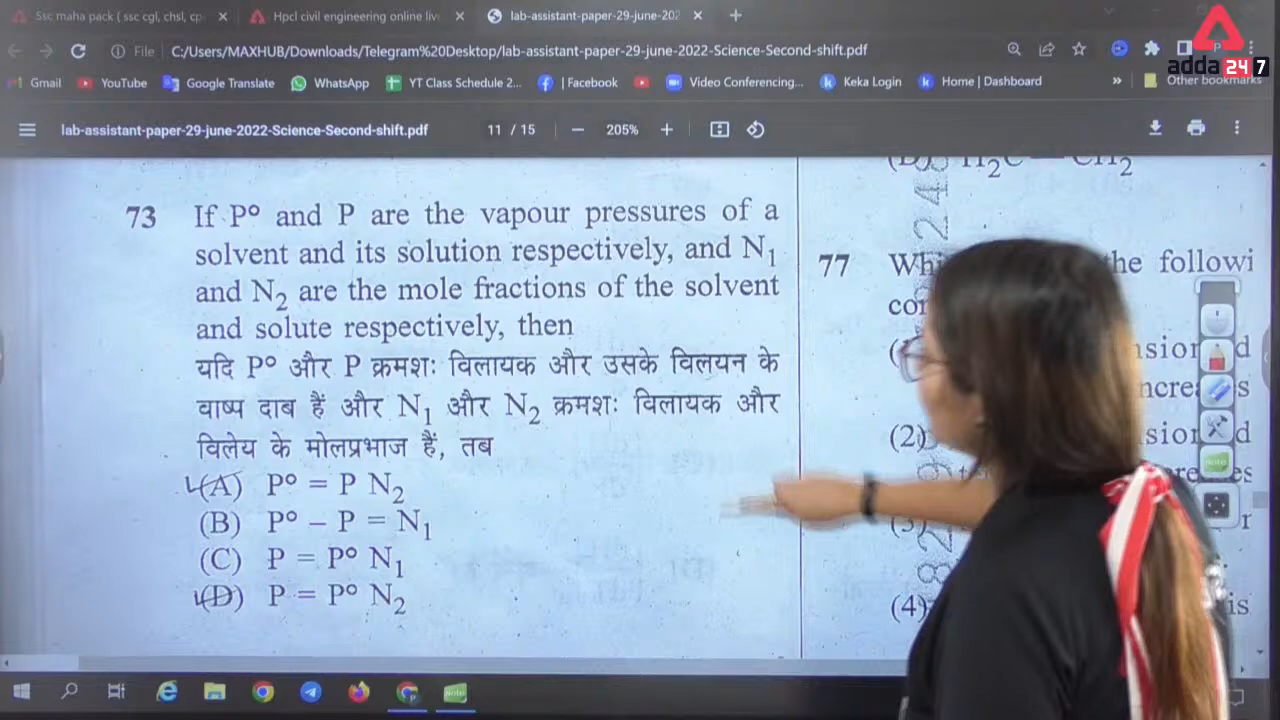 Ssc maha pack ( ssc cgl, chsl, cp
Hpcl civil engineering online live
lab-assistant-paper-29-june-202
File C:/Users/MAXHUB/Downloads/Telegram%20Desktop/lab-assistant-paper-29-june-2022-Science-Second-shift.pdf
adda 24 7
Gmail YouTube Google Translate WhatsApp YT Class Schedule 2... | Facebook Video Conferencing... Keka Login Home | Dashboard » Other bookmarks
lab-assistant-paper-29-june-2022-Science-Second-shift.pdf 11 / 15 — 205% +
73 If P° and P are the vapour pressures of a
solvent and its solution respectively, and N₁
and N₂ are the mole fractions of the solvent
and solute respectively, then
यदि P° और P क्रमशः विलायक और उसके विलयन के
वाष्प दाब हैं और N₁ और N₂ क्रमशः विलायक और
विलेय के मोलप्रभाज हैं, तब
(A) P° = P N₂
(B) P° – P = N₁
(C) P = P° N₁
(D) P = P° N₂
77 Whi he followi
(2)
(3)
(4)